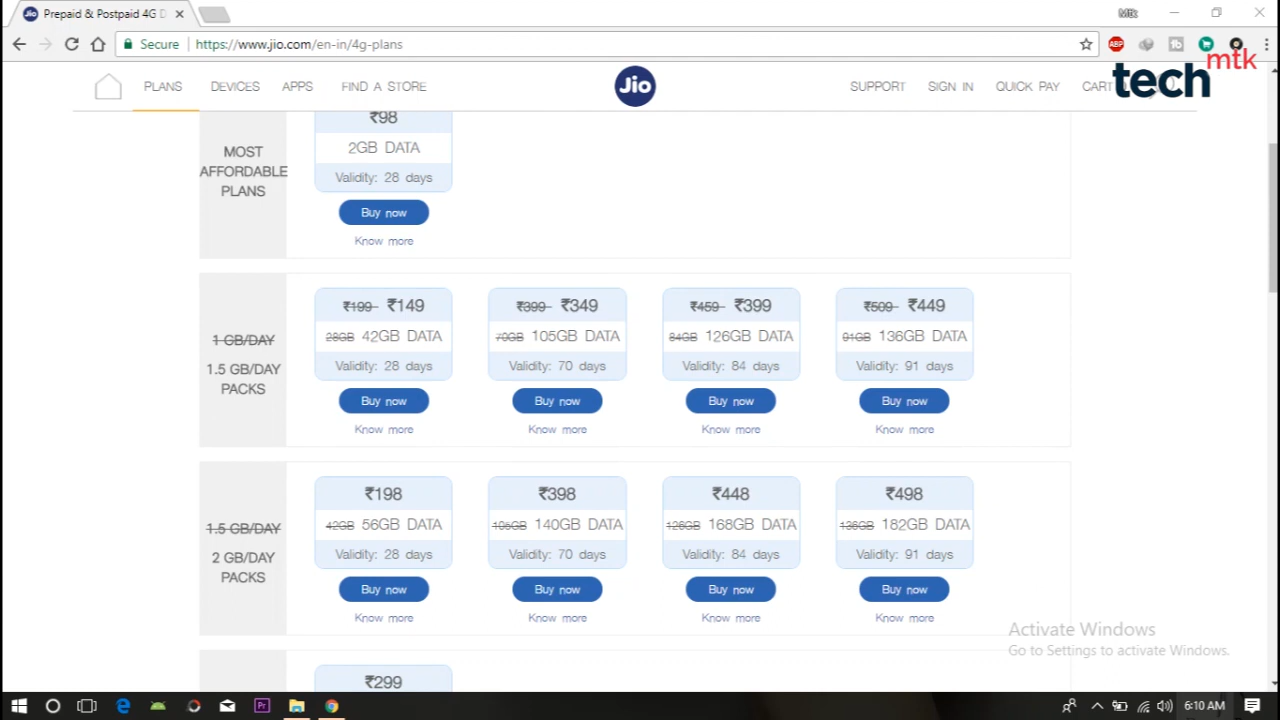 Prepaid & Postpaid 4G D
Mtk
Secure https://www.jio.com/en-in/4g-plans
ABP
mtk
tech
PLANS DEVICES APPS FIND A STORE Jio SUPPORT SIGN IN QUICK PAY CART
MOST
AFFORDABLE
PLANS
₹98
2GB DATA
Validity: 28 days
Buy now
Know more
1 GB/DAY
1.5 GB/DAY
PACKS
₹199 ₹149 ₹399 ₹349 ₹459 ₹399 ₹509 ₹449
28GB 42GB DATA 70GB 105GB DATA 84GB 126GB DATA 91GB 136GB DATA
Validity: 28 days Validity: 70 days Validity: 84 days Validity: 91 days
Buy now Buy now Buy now Buy now
Know more Know more Know more Know more
1.5 GB/DAY
2 GB/DAY
PACKS
₹198 ₹398 ₹448 ₹498
42GB 56GB DATA 105GB 140GB DATA 126GB 168GB DATA 136GB 182GB DATA
Validity: 28 days Validity: 70 days Validity: 84 days Validity: 91 days
Buy now Buy now Buy now Buy now
Know more Know more Know more Know more
₹299
Activate Windows
Go to Settings to activate Windows.
Pr
6:10 AM